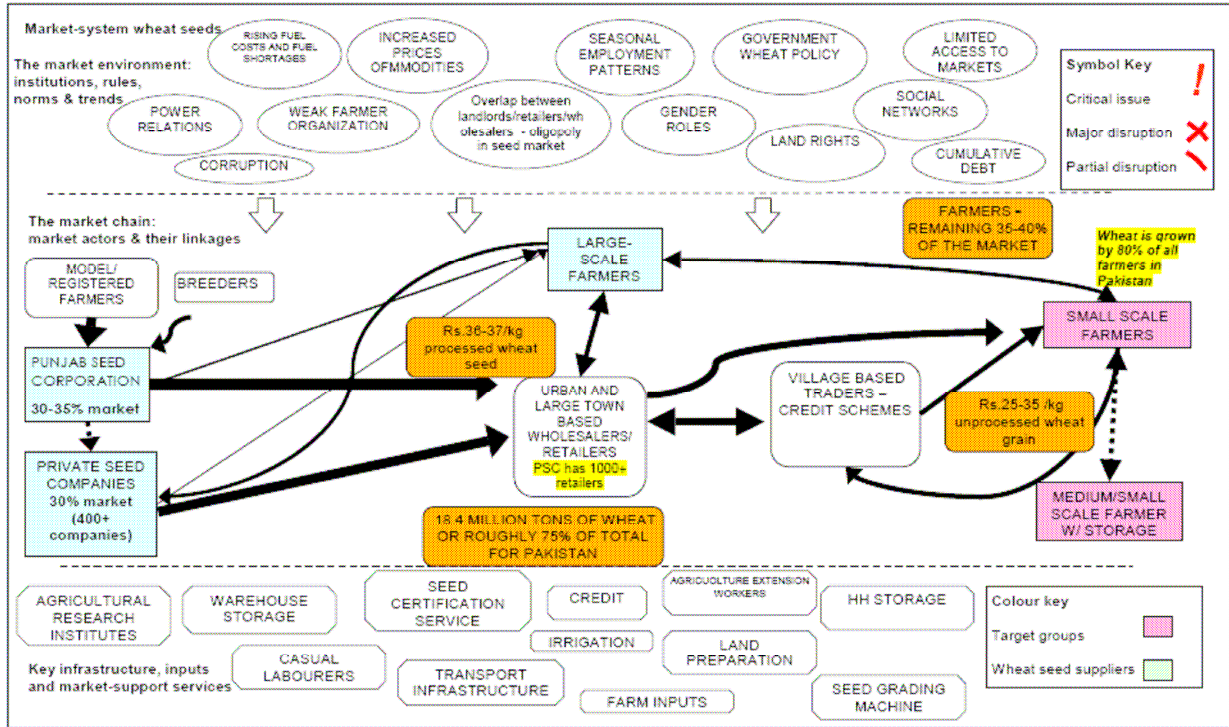 Market-system wheat seeds
RISING FUEL
COSTS AND FUEL
SHORTAGES
INCREASED
PRICES
OFMMODITIES
SEASONAL
EMPLOYMENT
PATTERNS
GOVERNMENT
WHEAT POLICY
LIMITED
ACCESS TO
MARKETS
The market environment:
institutions, rules,
norms & trends
POWER
RELATIONS
WEAK FARMER
ORGANIZATION
Overlap between
landlords/retailers/wh
olesalers - oligopoly
in seed market
GENDER
ROLES
SOCIAL
NETWORKS
LAND RIGHTS
CORRUPTION
CUMULATIVE
DEBT
Symbol Key
Critical issue
Major disruption
Partial disruption
The market chain:
market actors & their linkages
FARMERS –
REMAINING 35-40%
OF THE MARKET
Wheat is grown
by 80% of all
farmers in
Pakistan
LARGE-
SCALE
FARMERS
MODEL/
REGISTERED
FARMERS
BREEDERS
SMALL SCALE
FARMERS
Rs.36-37/kg
processed wheat
seed
PUNJAB SEED
CORPORATION
30-35% market
URBAN AND
LARGE TOWN
BASED
WHOLESALERS/
RETAILERS
PSC has 1000+
retailers
VILLAGE BASED
TRADERS –
CREDIT SCHEMES
Rs.25-35 /kg
unprocessed wheat
grain
PRIVATE SEED
COMPANIES
30% market
(400+
companies)
MEDIUM/SMALL
SCALE FARMER
W/ STORAGE
18.4 MILLION TONS OF WHEAT
OR ROUGHLY 75% OF TOTAL
FOR PAKISTAN
AGRICULTURAL
RESEARCH
INSTITUTES
WAREHOUSE
STORAGE
SEED
CERTIFICATION
SERVICE
CREDIT
AGRICUOLTURE EXTENSION
WORKERS
HH STORAGE
IRRIGATION
LAND
PREPARATION
Key infrastructure, inputs
and market-support services
CASUAL
LABOURERS
TRANSPORT
INFRASTRUCTURE
FARM INPUTS
SEED GRADING
MACHINE
Colour key
Target groups
Wheat seed suppliers